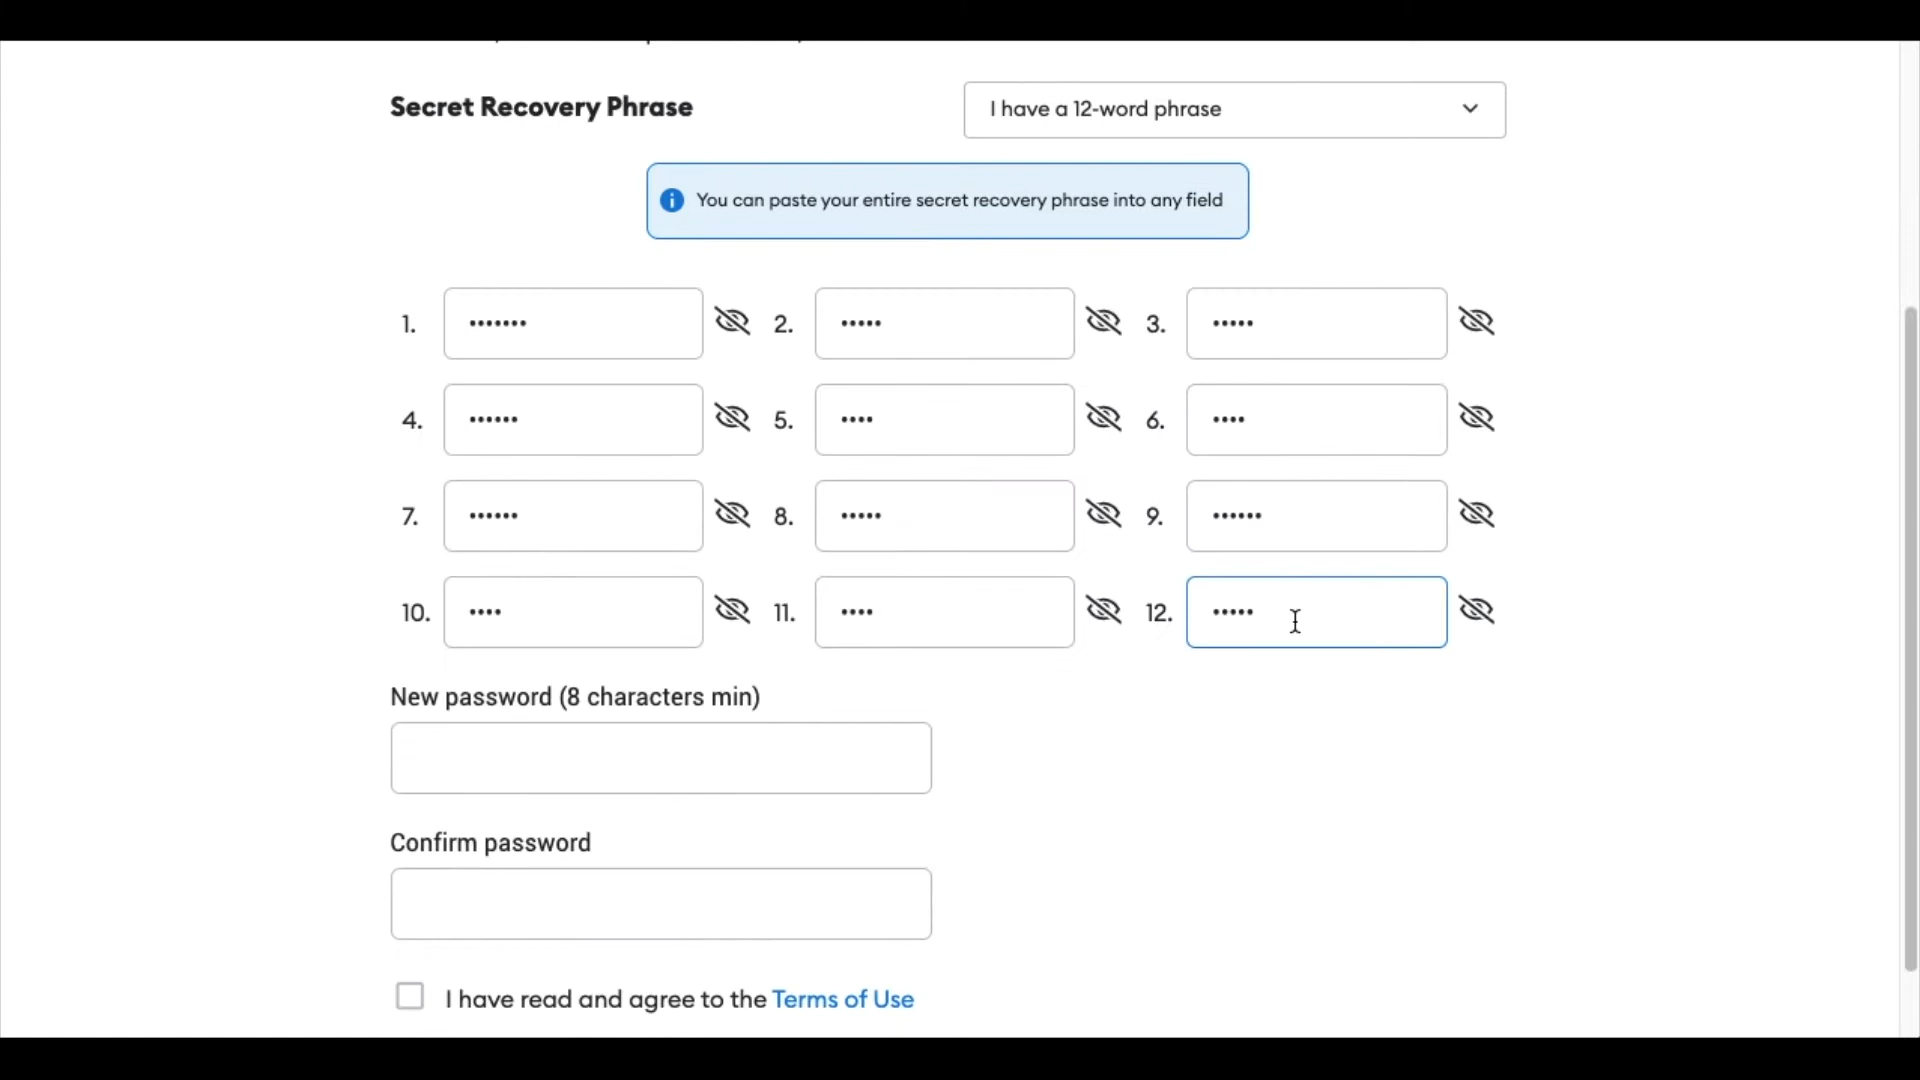 Secret Recovery Phrase
I have a 12-word phrase
You can paste your entire secret recovery phrase into any field
1. ••••••• 2. ••••• 3. •••••
4. •••••• 5. •••• 6. ••••
7. •••••• 8. ••••• 9. ••••••
10. •••• 11. •••• 12. •••••
New password (8 characters min)
Confirm password
I have read and agree to the Terms of Use